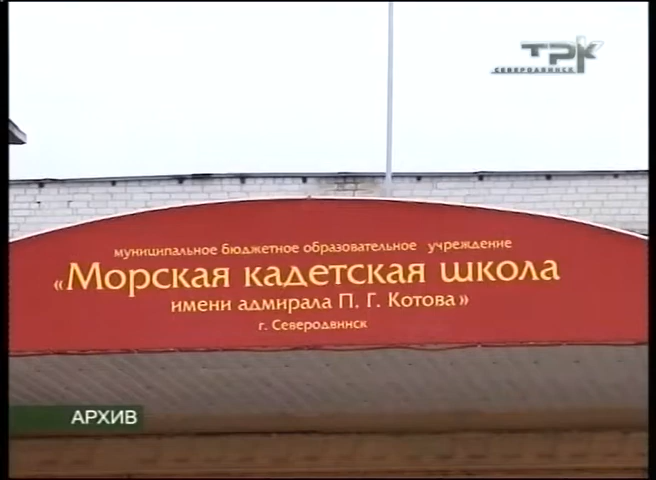 ТРК
СЕВЕРОДВИНСК
муниципальное бюджетное образовательное учреждение
«Морская кадетская школа
имени адмирала П. Г. Котова»
г. Северодвинск
АРХИВ